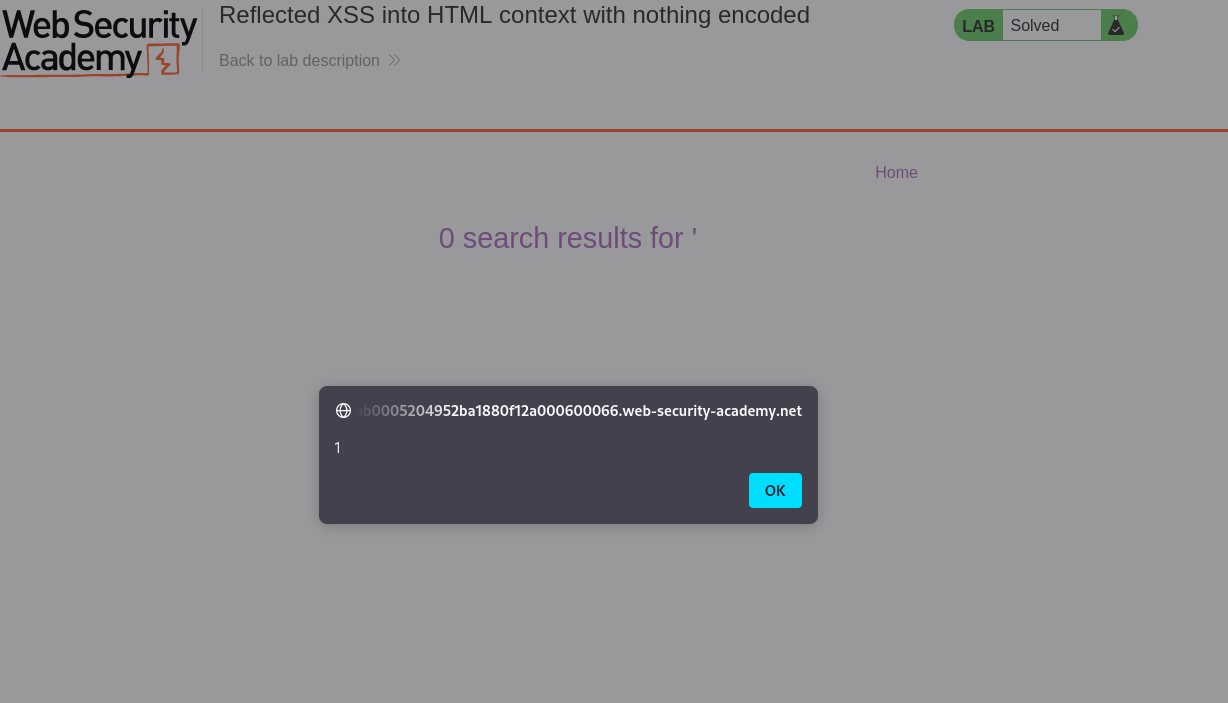 Web Security
Academy
Reflected XSS into HTML context with nothing encoded
Back to lab description
LAB
Solved
Home
0 search results for '
b0005204952ba1880f12a000600066.web-security-academy.net
1
OK